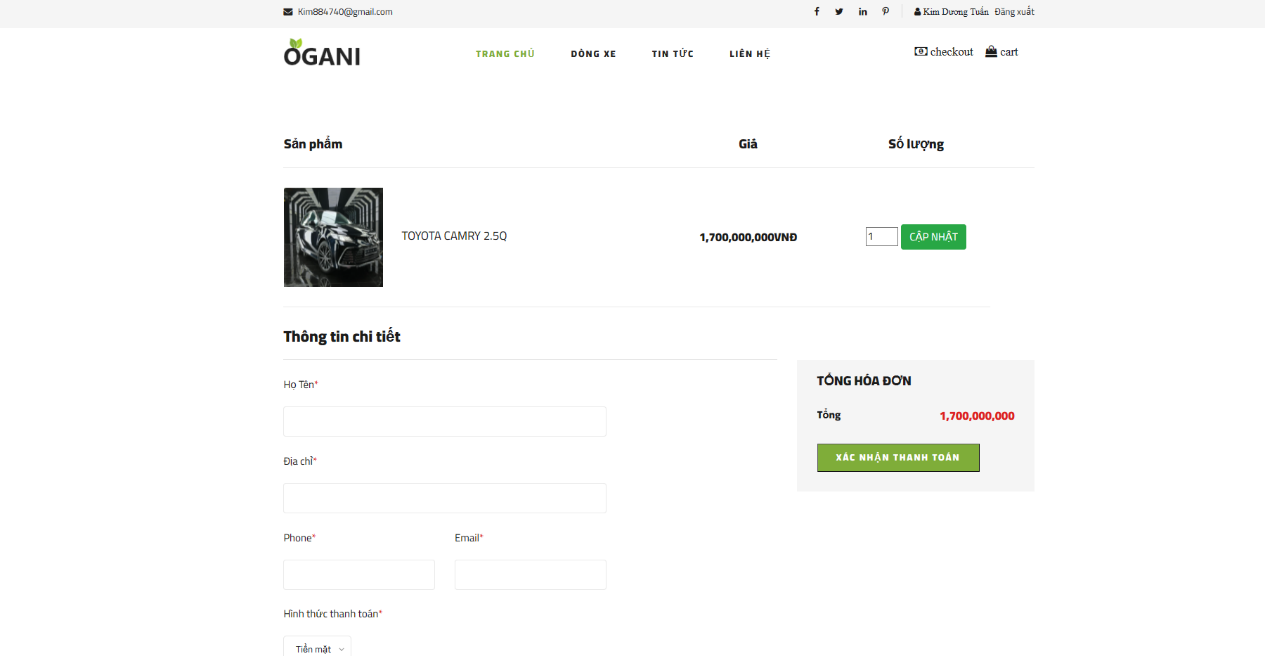 Kim884740@gmail.com
Kim Dương Tuấn Đăng xuất
OGANI
TRANG CHỦ DÒNG XE TIN TỨC LIÊN HỆ
checkout cart
Sản phẩm Giá Số lượng
TOYOTA CAMRY 2.5Q 1,700,000,000VNĐ 1 CẬP NHẬT
Thông tin chi tiết
Họ Tên*
Địa chỉ*
Phone* Email*
Hình thức thanh toán*
Tiền mặt
TỔNG HÓA ĐƠN
Tổng 1,700,000,000
XÁC NHẬN THANH TOÁN